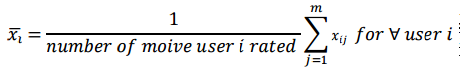 x̅ᵢ = 1 / number of moive user i rated ∑_{j=1}^{m} x_{ij} for ∀ user i